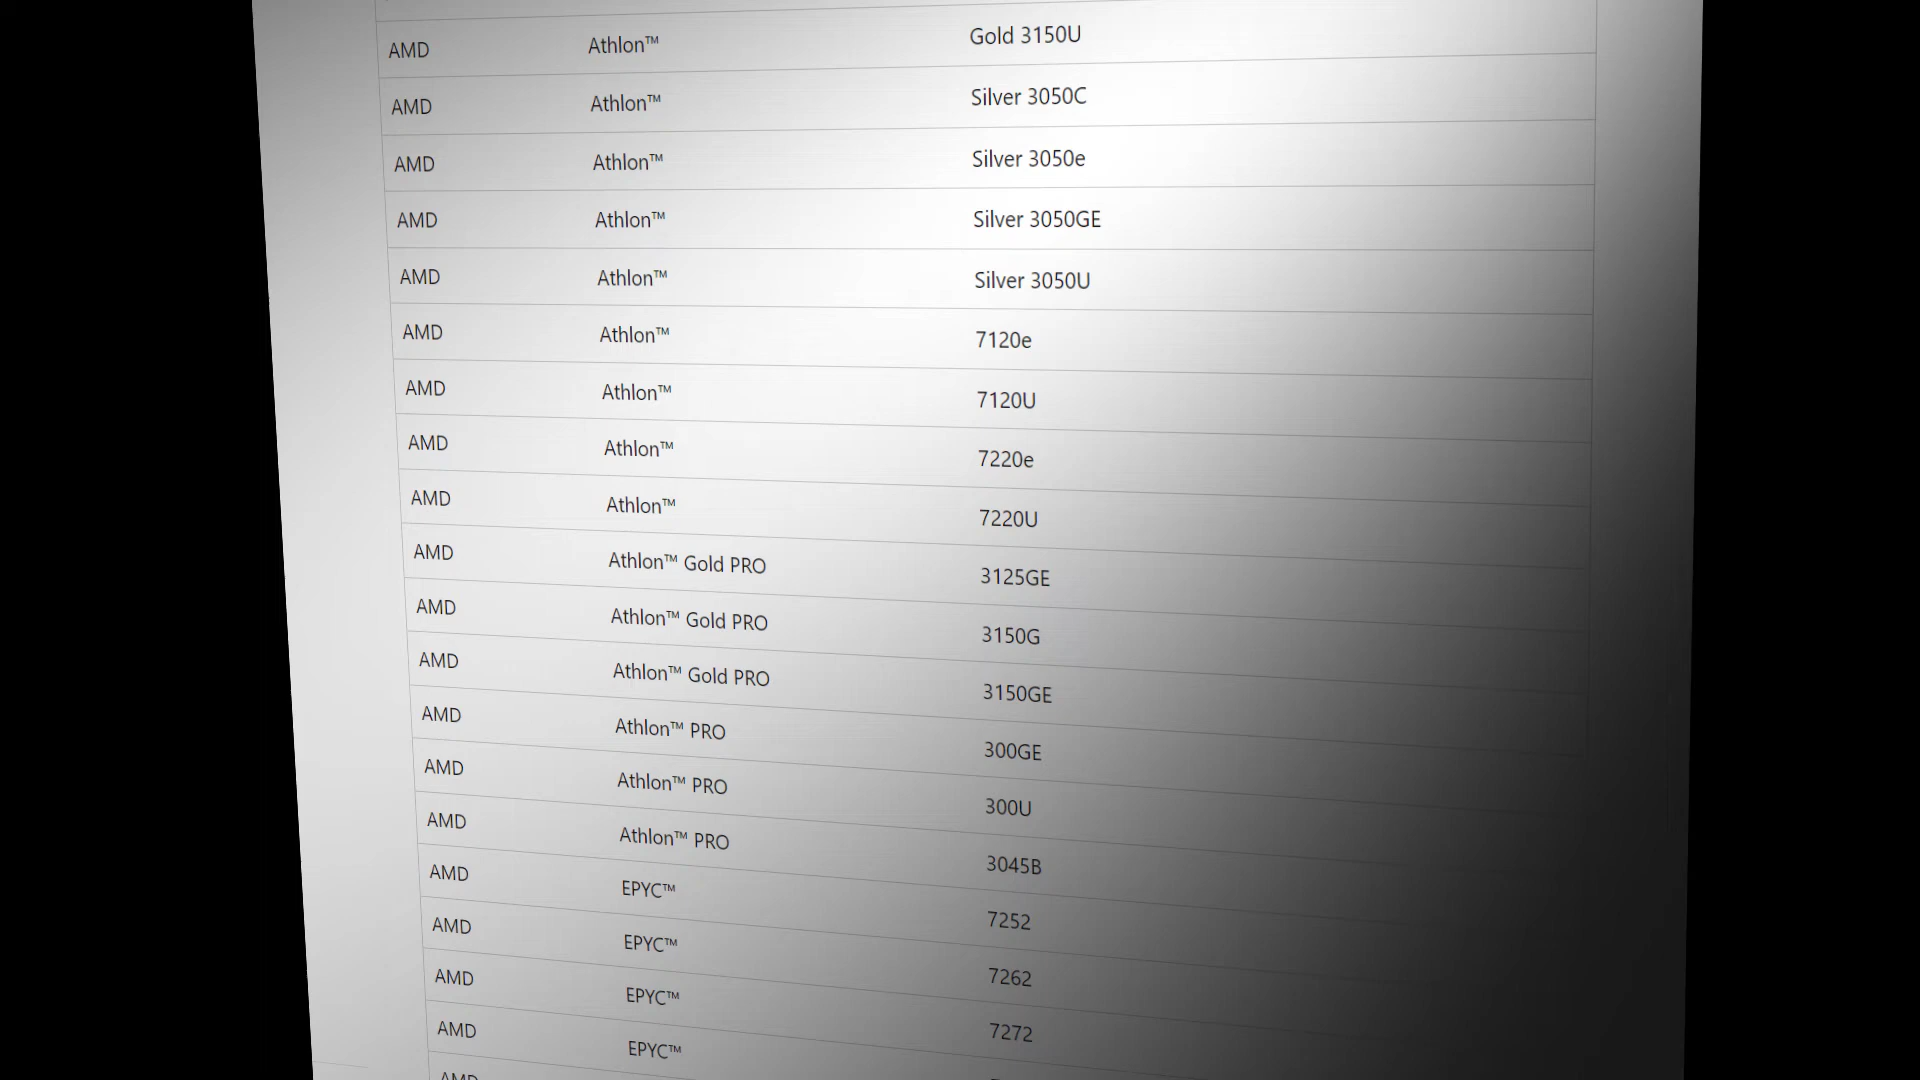 AMD Athlon™ Gold 3150U
AMD Athlon™ Silver 3050C
AMD Athlon™ Silver 3050e
AMD Athlon™ Silver 3050GE
AMD Athlon™ Silver 3050U
AMD Athlon™ 7120e
AMD Athlon™ 7120U
AMD Athlon™ 7220e
AMD Athlon™ 7220U
AMD Athlon™ Gold PRO 3125GE
AMD Athlon™ Gold PRO 3150G
AMD Athlon™ Gold PRO 3150GE
AMD Athlon™ PRO 300GE
AMD Athlon™ PRO 300U
AMD Athlon™ PRO 3045B
AMD EPYC™ 7252
AMD EPYC™ 7262
AMD EPYC™ 7272
AMD EPYC™
AMD